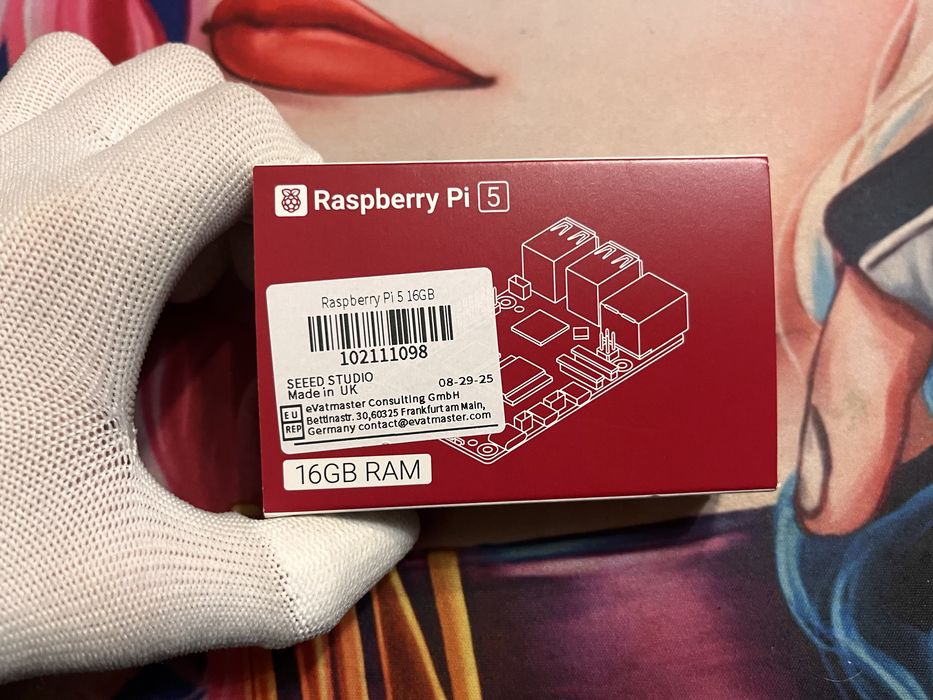 Raspberry Pi 5
Raspberry Pi 5 16GB
102111098
SEEED STUDIO 08-29-25
Made in UK
EU REP
eVatmaster Consulting GmbH
Bettinastr. 30,60325 Frankfurt am Main,
Germany contact@evatmaster.com
16GB RAM